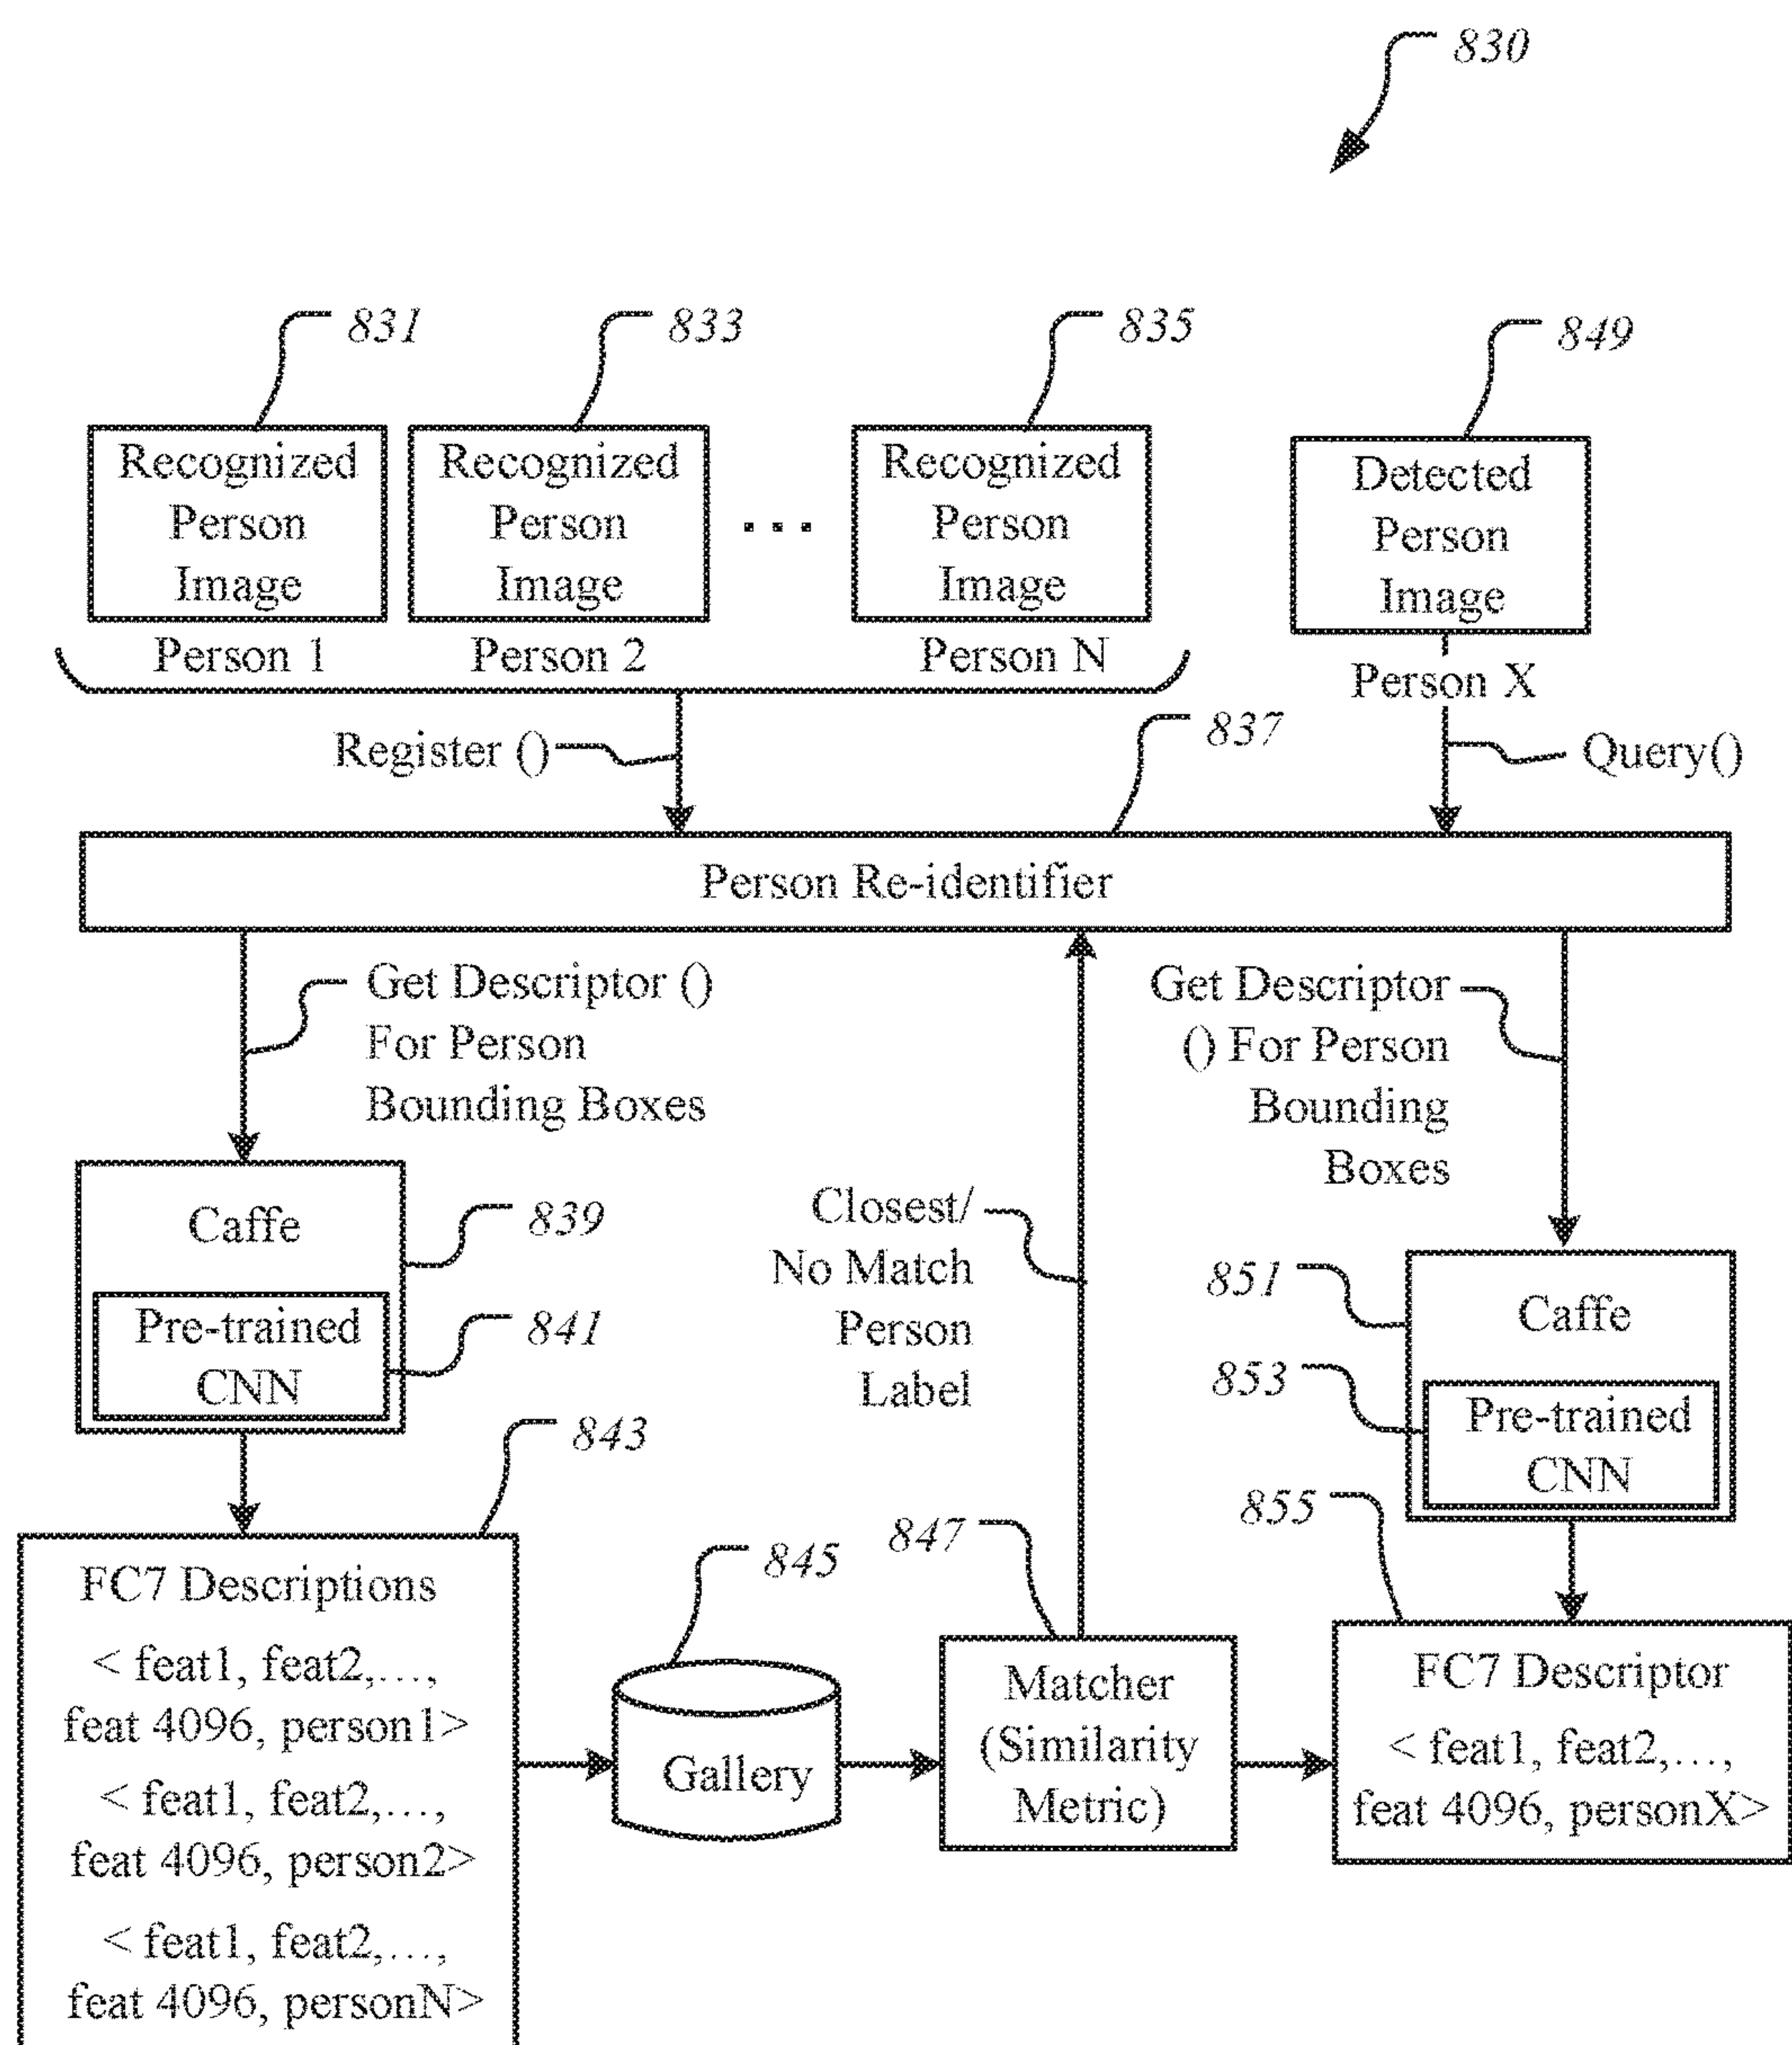 830
831
833
835
849
Recognized
Person
Image
Recognized
Person
Image
...
Recognized
Person
Image
Detected
Person
Image
Person 1
Person 2
Person N
Person X
Register ()
837
Query()
Person Re-identifier
Get Descriptor ()
For Person
Bounding Boxes
Get Descriptor
() For Person
Bounding
Boxes
Caffe
839
Pre-trained
CNN
841
Closest/
No Match
Person
Label
851
Caffe
853
Pre-trained
CNN
843
FC7 Descriptions
< feat1, feat2,...,
feat 4096, person1>
< feat1, feat2,...,
feat 4096, person2>
< feat1, feat2,...,
feat 4096, personN>
845
Gallery
847
Matcher
(Similarity
Metric)
855
FC7 Descriptor
< feat1, feat2,...,
feat 4096, personX>